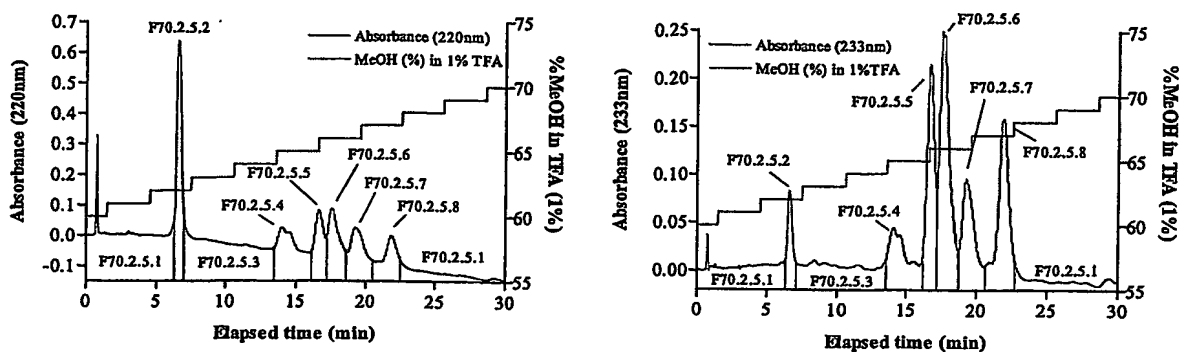 F70.2.5.2
Absorbance (220nm)
MeOH (%) in 1% TFA
Absorbance (220nm)
0.7
0.6
0.5
0.4
0.3
0.2
0.1
0.0
-0.1
75
70
65
60
55
%MeOH in TFA (1%)
F70.2.5.5
F70.2.5.6
F70.2.5.7
F70.2.5.4
F70.2.5.8
F70.2.5.1
F70.2.5.3
F70.2.5.1
0 5 10 15 20 25 30
Elapsed time (min)
F70.2.5.6
Absorbance (233nm)
MeOH (%) in 1%TFA
Absorbance (233nm)
0.25
0.20
0.15
0.10
0.05
0.00
75
70
65
60
55
%MeOH in TFA (1%)
F70.2.5.5
F70.2.5.7
F70.2.5.2
F70.2.5.8
F70.2.5.4
F70.2.5.1
F70.2.5.3
F70.2.5.1
0 5 10 15 20 25 30
Elapsed time (min)